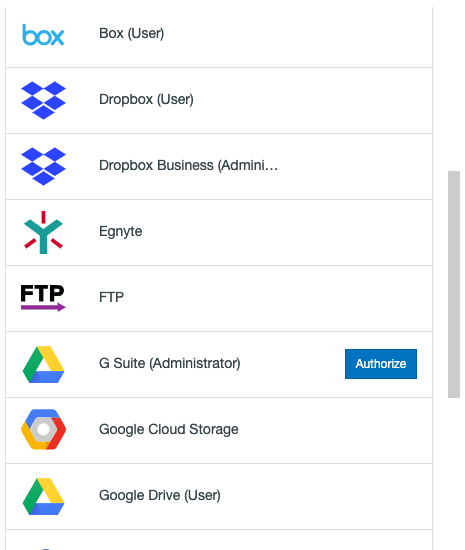 box
Box (User)
Dropbox (User)
Dropbox Business (Admini...
Egnyte
FTP
FTP
G Suite (Administrator)
Authorize
Google Cloud Storage
Google Drive (User)